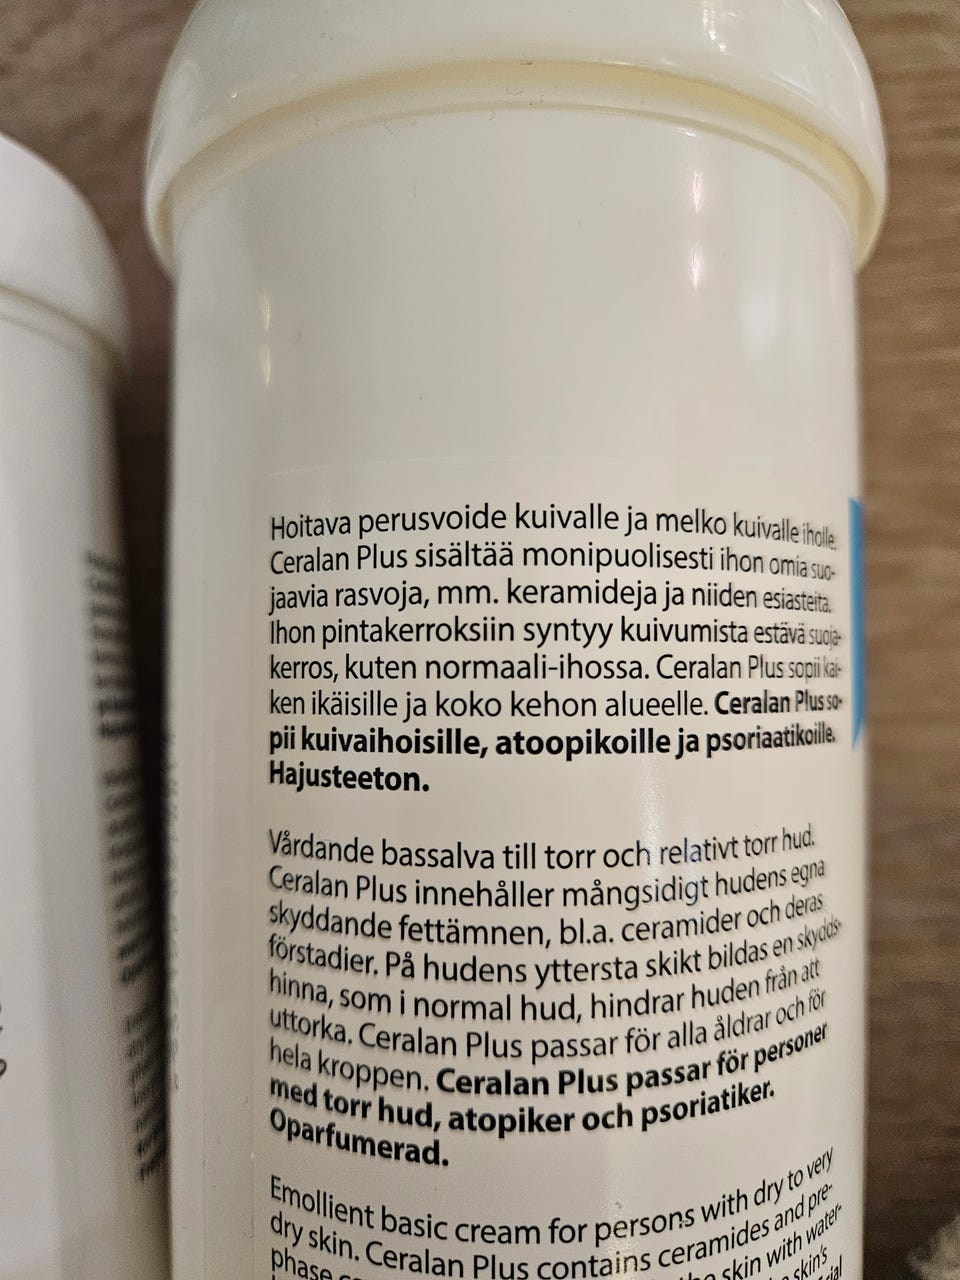 Hoitava perusvoide kuivalle ja melko kuivalle iholle.
Ceralan Plus sisältää monipuolisesti ihon omia suo-
jaavia rasvoja, mm. keramideja ja niiden esiasteita.
Ihon pintakerroksiin syntyy kuivumista estävä suoja-
kerros, kuten normaali-ihossa. Ceralan Plus sopii kai-
ken ikäisille ja koko kehon alueelle. Ceralan Plus so-
pii kuivaihoisille, atoopikoille ja psoriaatikoille.
Hajusteeton.
Vårdande bassalva till torr och relativt torr hud.
Ceralan Plus innehåller mångsidigt hudens egna
skyddande fettämnen, bl.a. ceramider och deras
förstadier. På hudens yttersta skikt bildas en skydds-
hinna, som i normal hud, hindrar huden från att
uttorka. Ceralan Plus passar för alla åldrar och för
hela kroppen. Ceralan Plus passar för personer
med torr hud, atopiker och psoriatiker.
Oparfumerad.
Emollient basic cream for persons with dry to very
dry skin. Ceralan Plus contains ceramides and pre-
phase skin with water-
skin's